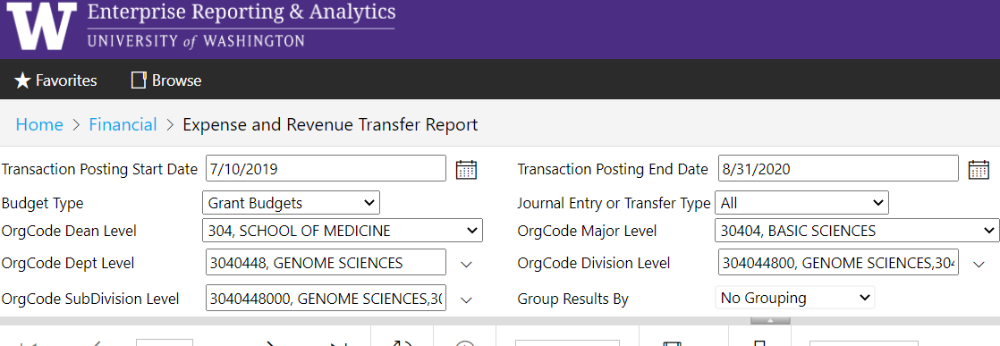 W Enterprise Reporting & Analytics
UNIVERSITY of WASHINGTON
Favorites Browse
Home > Financial > Expense and Revenue Transfer Report
Transaction Posting Start Date 7/10/2019 Transaction Posting End Date 8/31/2020
Budget Type Grant Budgets Journal Entry or Transfer Type All
OrgCode Dean Level 304, SCHOOL OF MEDICINE OrgCode Major Level 30404, BASIC SCIENCES
OrgCode Dept Level 3040448, GENOME SCIENCES OrgCode Division Level 304044800, GENOME SCIENCES,304
OrgCode SubDivision Level 3040448000, GENOME SCIENCES,30 Group Results By No Grouping